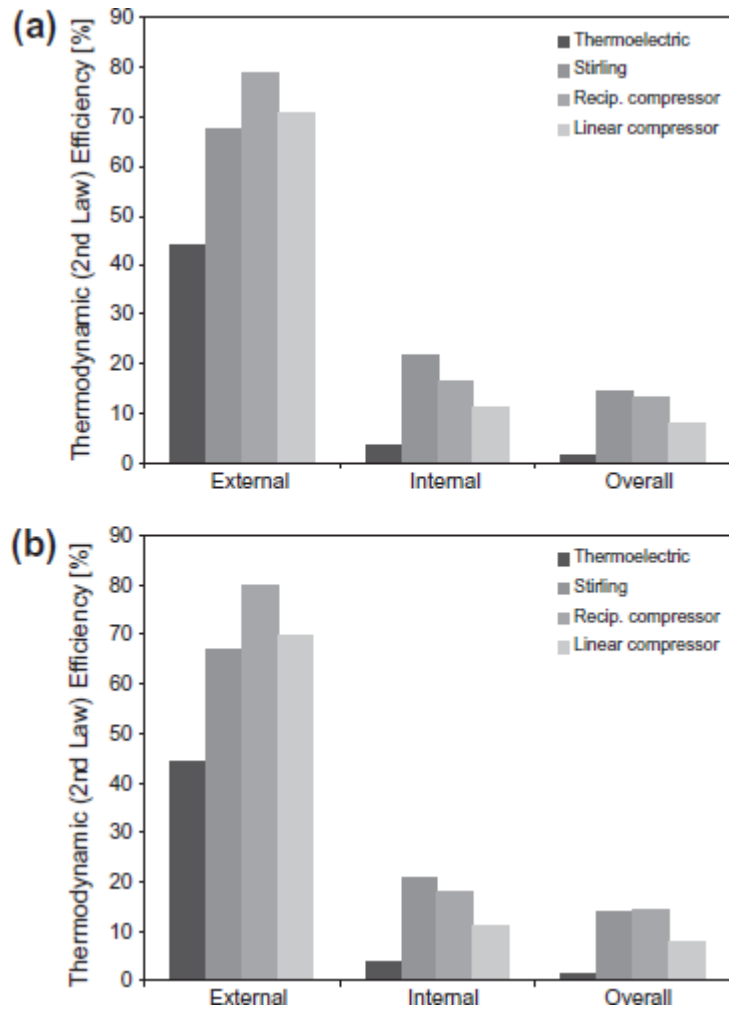 (a)
Thermodynamic (2nd Law) Efficiency [%]
90
80
70
60
50
40
30
20
10
0
Thermoelectric
Stirling
Recip. compressor
Linear compressor
External Internal Overall
(b)
Thermodynamic (2nd Law) Efficiency [%]
90
80
70
60
50
40
30
20
10
0
Thermoelectric
Stirling
Recip. compressor
Linear compressor
External Internal Overall